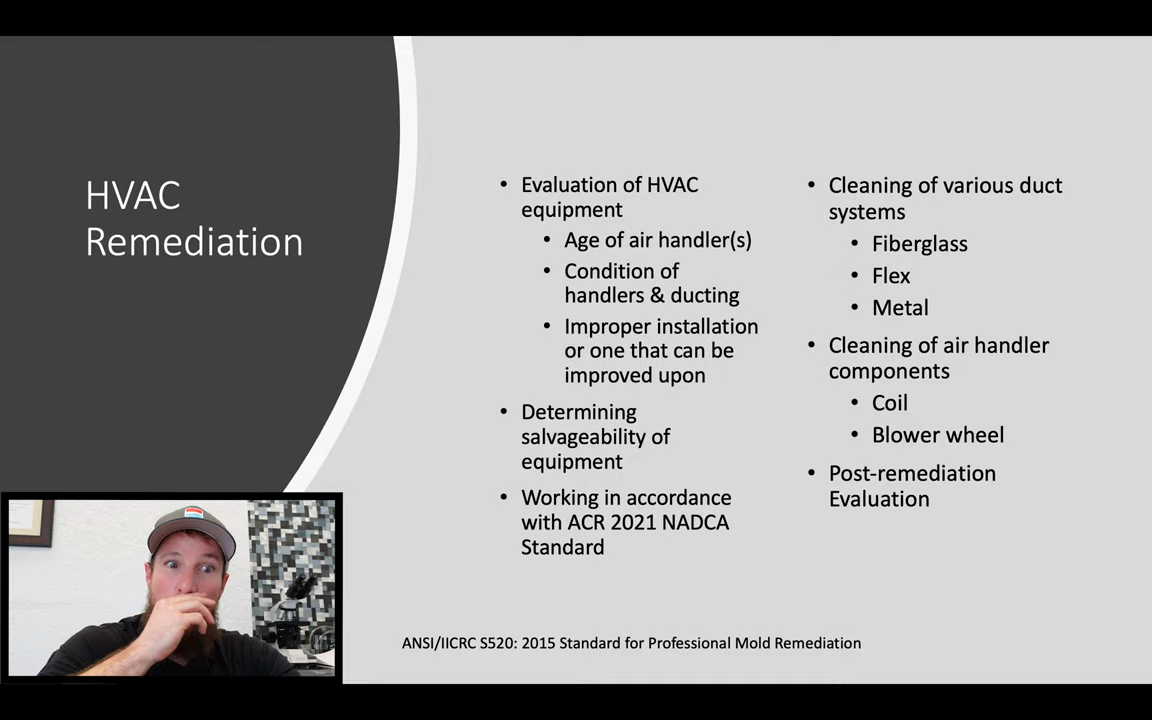 HVAC
Remediation
• Evaluation of HVAC
equipment
• Age of air handler(s)
• Condition of
handlers & ducting
• Improper installation
or one that can be
improved upon
• Determining
salvageability of
equipment
• Working in accordance
with ACR 2021 NADCA
Standard
• Cleaning of various duct
systems
• Fiberglass
• Flex
• Metal
• Cleaning of air handler
components
• Coil
• Blower wheel
• Post-remediation
Evaluation
ANSI/IICRC S520: 2015 Standard for Professional Mold Remediation